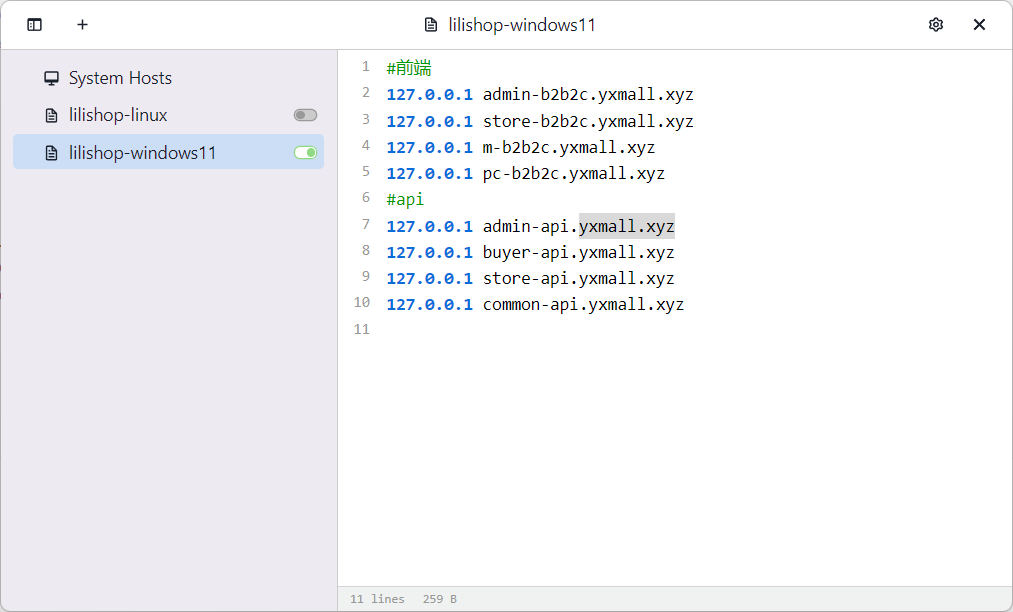 lilishop-windows11
System Hosts
lilishop-linux
lilishop-windows11
1 #前端
2 127.0.0.1 admin-b2b2c.yxmall.xyz
3 127.0.0.1 store-b2b2c.yxmall.xyz
4 127.0.0.1 m-b2b2c.yxmall.xyz
5 127.0.0.1 pc-b2b2c.yxmall.xyz
6 #api
7 127.0.0.1 admin-api.yxmall.xyz
8 127.0.0.1 buyer-api.yxmall.xyz
9 127.0.0.1 store-api.yxmall.xyz
10 127.0.0.1 common-api.yxmall.xyz
11
11 lines 259 B